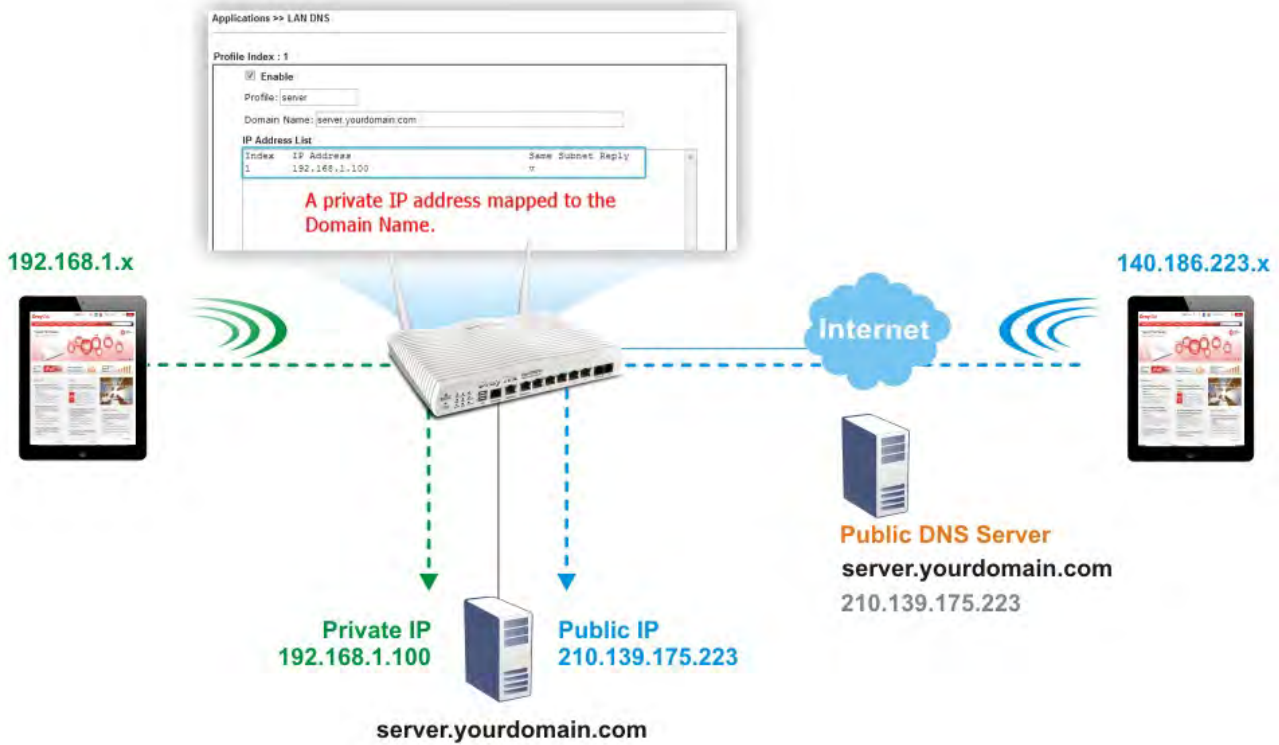 Applications >> LAN DNS
Profile Index : 1
Enable
Profile: server
Domain Name: server.yourdomain.com
IP Address List
Index IP Address Same Subnet Reply
1 192.168.1.100 v
A private IP address mapped to the
Domain Name.
192.168.1.x
140.186.223.x
Internet
Public DNS Server
server.yourdomain.com
210.139.175.223
Private IP
192.168.1.100
Public IP
210.139.175.223
server.yourdomain.com